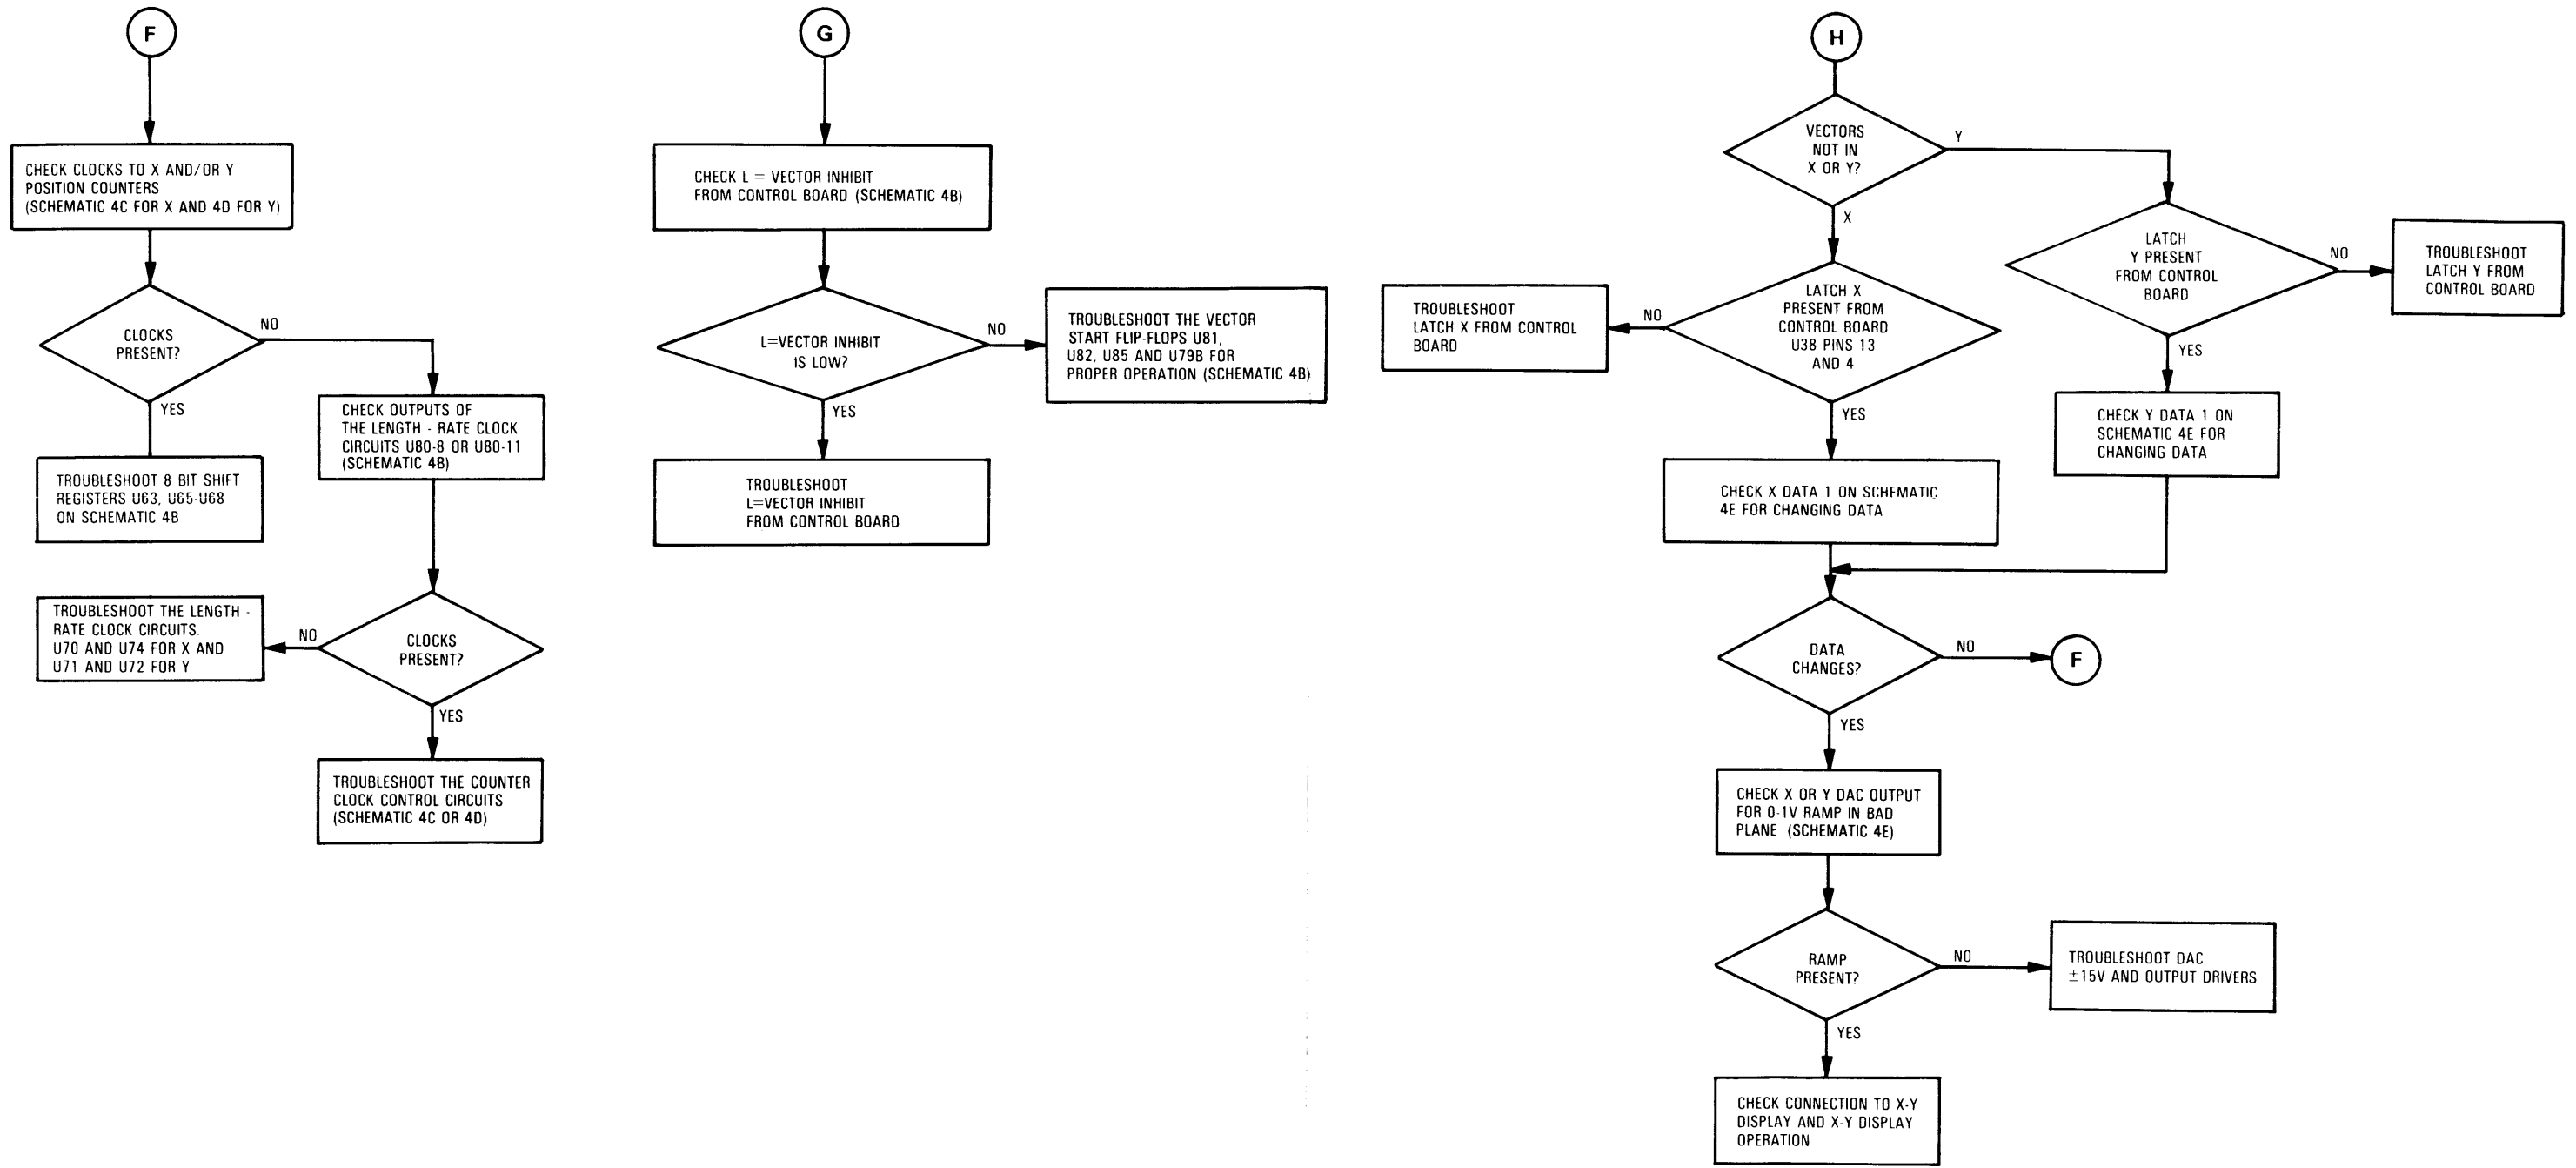 F
CHECK CLOCKS TO X AND/OR Y
POSITION COUNTERS
(SCHEMATIC 4C FOR X AND 4D FOR Y)
CLOCKS
PRESENT?
NO
YES
TROUBLESHOOT 8 BIT SHIFT
REGISTERS U63, U65-U68
ON SCHEMATIC 4B
CHECK OUTPUTS OF
THE LENGTH - RATE CLOCK
CIRCUITS U80-8 OR U80-11
(SCHEMATIC 4B)
CLOCKS
PRESENT?
NO
TROUBLESHOOT THE LENGTH -
RATE CLOCK CIRCUITS.
U70 AND U74 FOR X AND
U71 AND U72 FOR Y
YES
TROUBLESHOOT THE COUNTER
CLOCK CONTROL CIRCUITS
(SCHEMATIC 4C OR 4D)
G
CHECK L = VECTOR INHIBIT
FROM CONTROL BOARD (SCHEMATIC 4B)
L=VECTOR INHIBIT
IS LOW?
NO
TROUBLESHOOT THE VECTOR
START FLIP-FLOPS U81,
U82, U85 AND U79B FOR
PROPER OPERATION (SCHEMATIC 4B)
YES
TROUBLESHOOT
L=VECTOR INHIBIT
FROM CONTROL BOARD
H
VECTORS
NOT IN
X OR Y?
Y
X
LATCH
Y PRESENT
FROM CONTROL
BOARD
NO
TROUBLESHOOT
LATCH Y FROM
CONTROL BOARD
YES
CHECK Y DATA 1 ON
SCHEMATIC 4E FOR
CHANGING DATA
LATCH X
PRESENT FROM
CONTROL BOARD
U38 PINS 13
AND 4
NO
TROUBLESHOOT
LATCH X FROM CONTROL
BOARD
YES
CHECK X DATA 1 ON SCHEMATIC
4E FOR CHANGING DATA
DATA
CHANGES?
NO
F
YES
CHECK X OR Y DAC OUTPUT
FOR 0-1V RAMP IN BAD
PLANE (SCHEMATIC 4E)
RAMP
PRESENT?
NO
TROUBLESHOOT DAC
±15V AND OUTPUT DRIVERS
YES
CHECK CONNECTION TO X-Y
DISPLAY AND X-Y DISPLAY
OPERATION